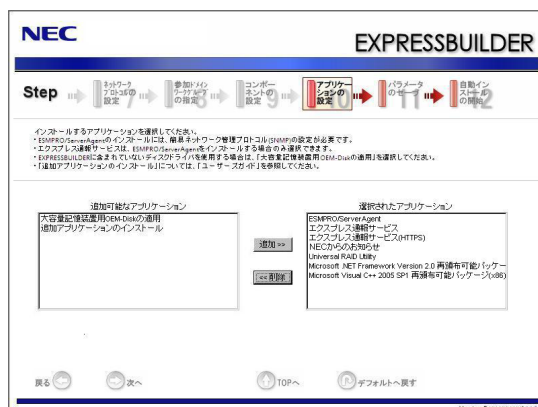 NEC
EXPRESSBUILDER
Step
ネットワーク
プロトコルの
設定
7
参加ドメイン
ワークグループ
の指定
8
コンポー
ネントの
設定
9
アプリケー
ションの
設定
10
パラメータ
のセーブ
11
自動イン
ストール
の開始
12
インストールするアプリケーションを選択してください。
・ESMPRO/ServerAgentのインストールには、簡易ネットワーク管理プロトコル(SNMP)の設定が必要です。
・エクスプレス通報サービスは、ESMPRO/ServerAgentをインストールする場合のみ選択できます。
・EXPRESSBUILDERに含まれていないディスクドライバを使用する場合は、「大容量記憶装置用OEM-Diskの適用」を選択してください。
・「追加アプリケーションのインストール」については、「ユーザーズガイド」を参照してください。
追加可能なアプリケーション
大容量記憶装置用OEM-Diskの適用
追加アプリケーションのインストール
追加 >>
<< 削除
選択されたアプリケーション
ESMPRO/ServerAgent
エクスプレス通報サービス
エクスプレス通報サービス(HTTPS)
NECからのお知らせ
Universal RAID Utility
Microsoft .NET Framework Version 2.0 再頒布可能パッケー
Microsoft Visual C++ 2005 SP1 再頒布可能パッケージ(x86)
戻る
次へ
TOPへ
デフォルトへ戻す